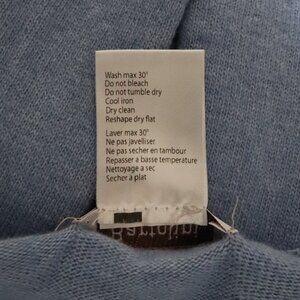 Wash max 30°
Do not bleach
Do not tumble dry
Cool iron
Dry clean
Reshape dry flat
Laver max 30°
Ne pas javelliser
Ne pas secher en tambour
Repasser a basse temperature
Nettoyage a sec
Secher a plat
Bartolini